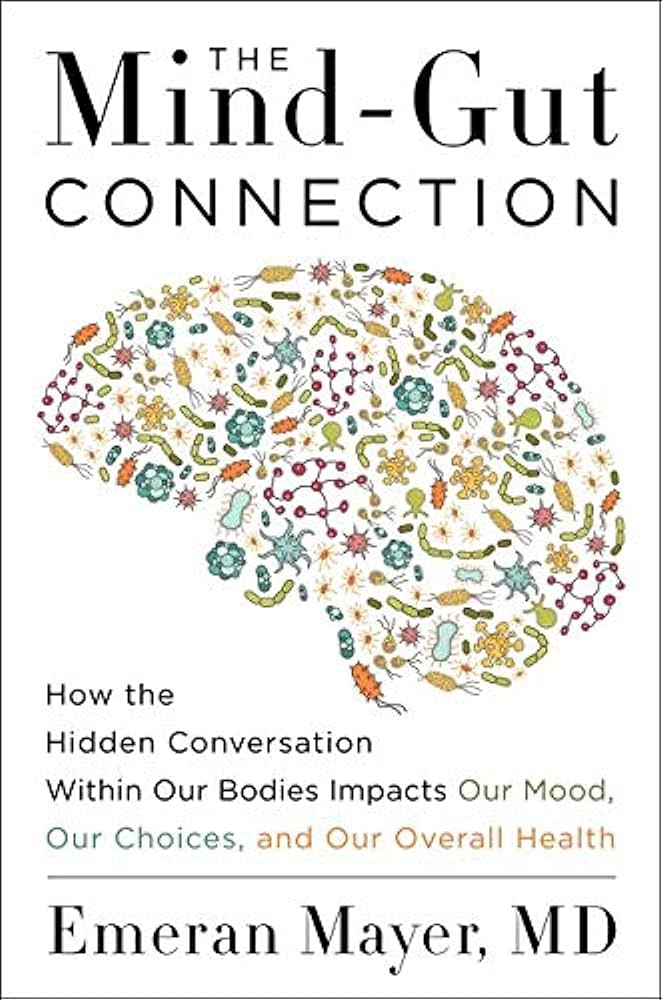 THE
Mind-Gut
CONNECTION
How the
Hidden Conversation
Within Our Bodies Impacts Our Mood,
Our Choices, and Our Overall Health
Emeran Mayer, MD